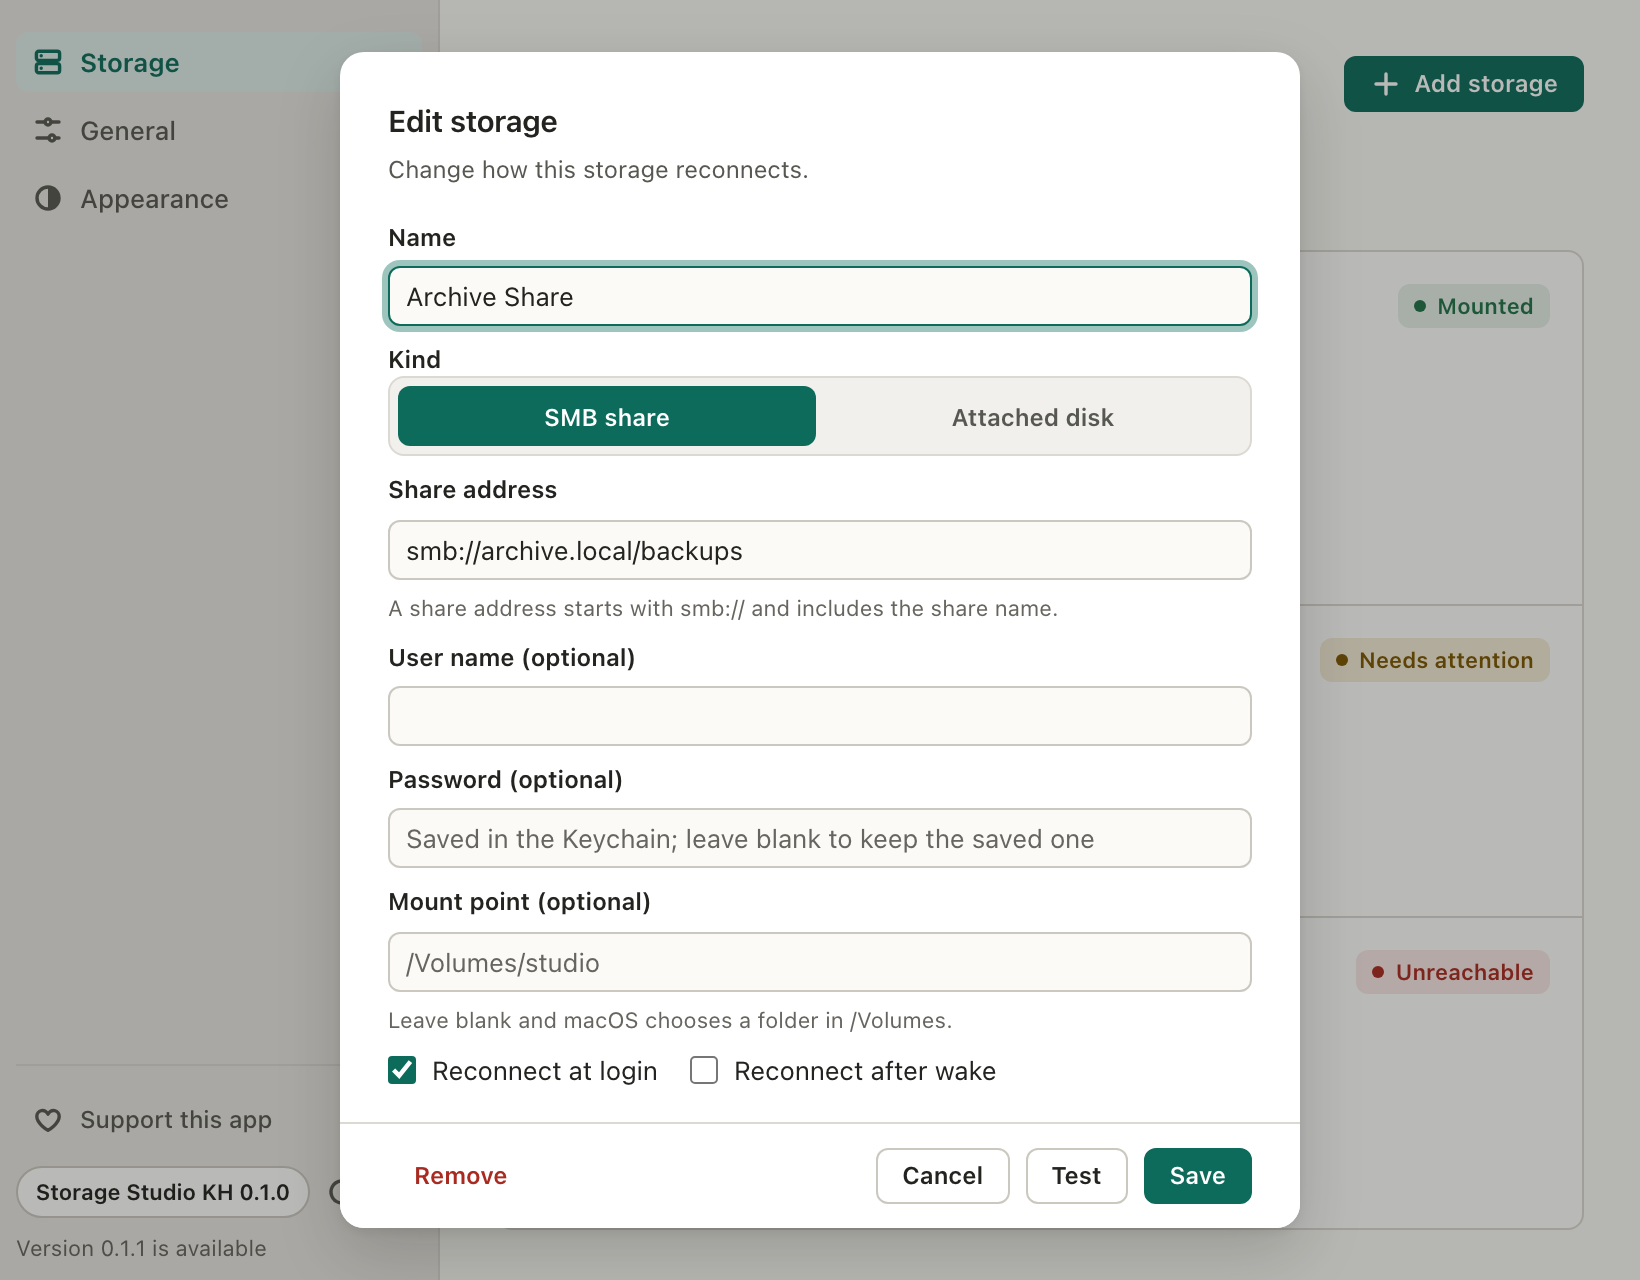 Storage
General
Appearance
Support this app
Storage Studio KH 0.1.0
Version 0.1.1 is available
Add storage
Mounted
Needs attention
Unreachable
Edit storage
Change how this storage reconnects.
Name
Archive Share
Kind
SMB share
Attached disk
Share address
smb://archive.local/backups
A share address starts with smb:// and includes the share name.
User name (optional)
Password (optional)
Saved in the Keychain; leave blank to keep the saved one
Mount point (optional)
/Volumes/studio
Leave blank and macOS chooses a folder in /Volumes.
Reconnect at login
Reconnect after wake
Remove
Cancel
Test
Save